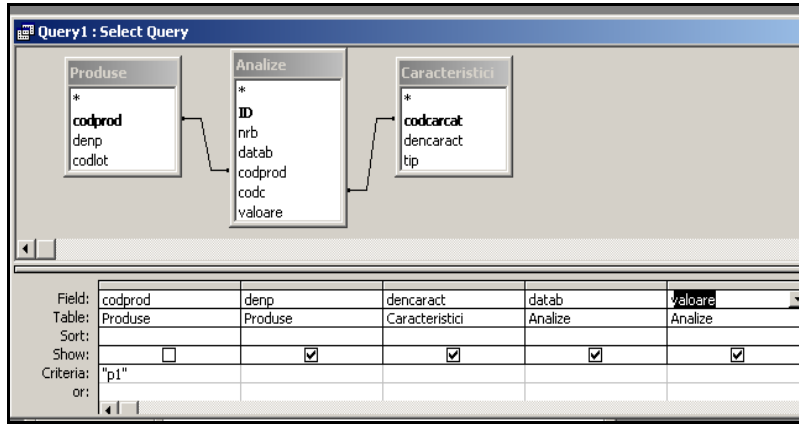 Query1 : Select Query
Produse
*
codprod
denp
codlot
Analize
*
ID
nrb
datab
codprod
codc
valoare
Caracteristici
*
codcarcat
dencaract
tip
Field: codprod denp dencaract datab valoare
Table: Produse Produse Caracteristici Analize Analize
Sort:
Show:
Criteria: "p1"
or: